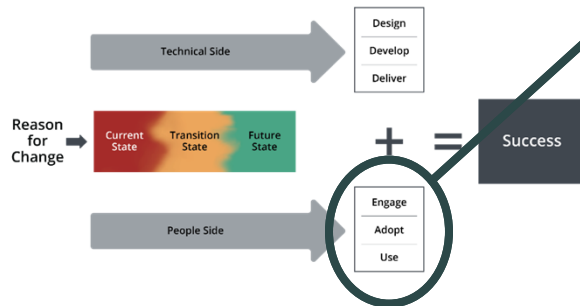 Technical Side
Design
Develop
Deliver
Reason
for
Change
Current
State
Transition
State
Future
State
+ =
Success
People Side
Engage
Adopt
Use